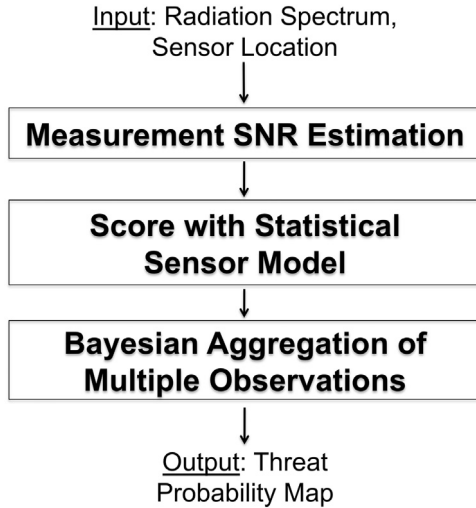 Input: Radiation Spectrum,
Sensor Location
Measurement SNR Estimation
Score with Statistical
Sensor Model
Bayesian Aggregation of
Multiple Observations
Output: Threat
Probability Map